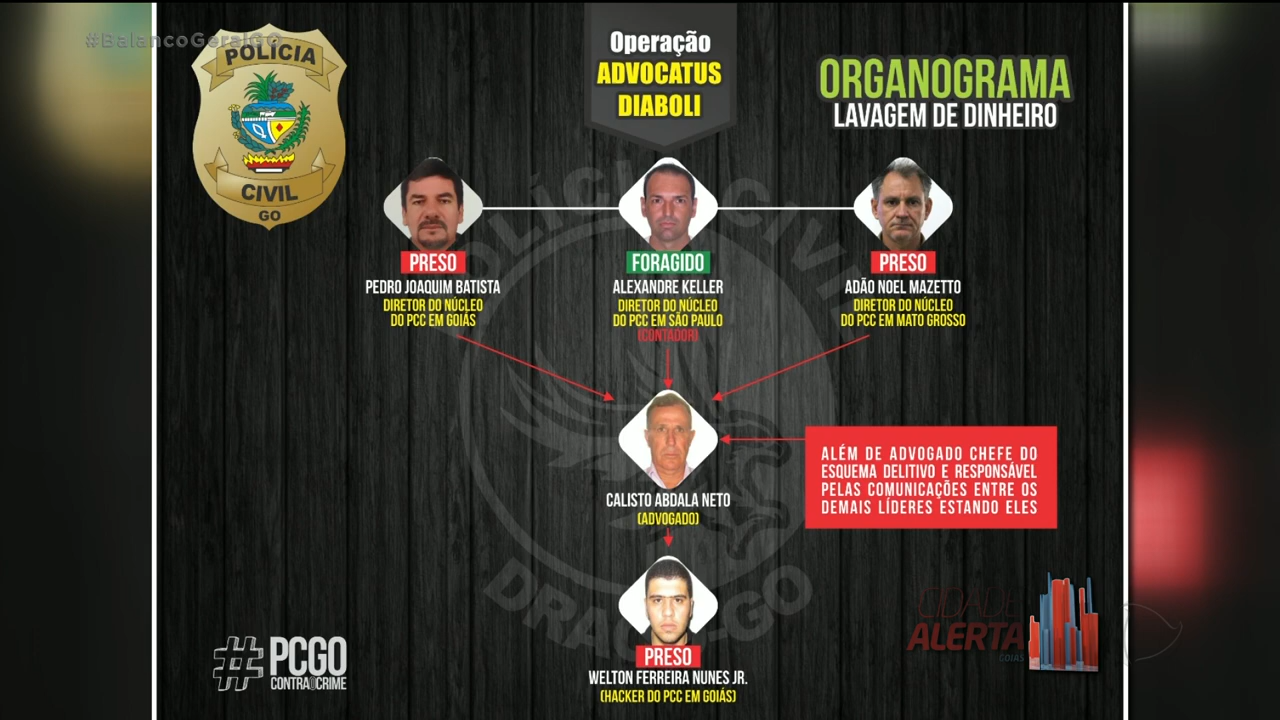 #BalancoGeralGO
POLÍCIA
CIVIL
GO
Operação
ADVOCATUS
DIABOLI
ORGANOGRAMA
LAVAGEM DE DINHEIRO
PRESO
PEDRO JOAQUIM BATISTA
DIRETOR DO NÚCLEO
DO PCC EM GOIÁS
FORAGIDO
ALEXANDRE KELLER
DIRETOR DO NÚCLEO
DO PCC EM SÃO PAULO
(CONTADOR)
PRESO
ADÃO NOEL MAZETTO
DIRETOR DO NÚCLEO
DO PCC EM MATO GROSSO
CALISTO ABDALA NETO
(ADVOGADO)
ALÉM DE ADVOGADO CHEFE DO
ESQUEMA DELITIVO E RESPONSÁVEL
PELAS COMUNICAÇÕES ENTRE OS
DEMAIS LÍDERES ESTANDO ELES
PRESO
WELTON FERREIRA NUNES JR.
(HACKER DO PCC EM GOIÁS)
POLÍCIA CIVIL
#PCGO
CONTRA@CRIME
CIDADE
ALERTA
GOIÁS